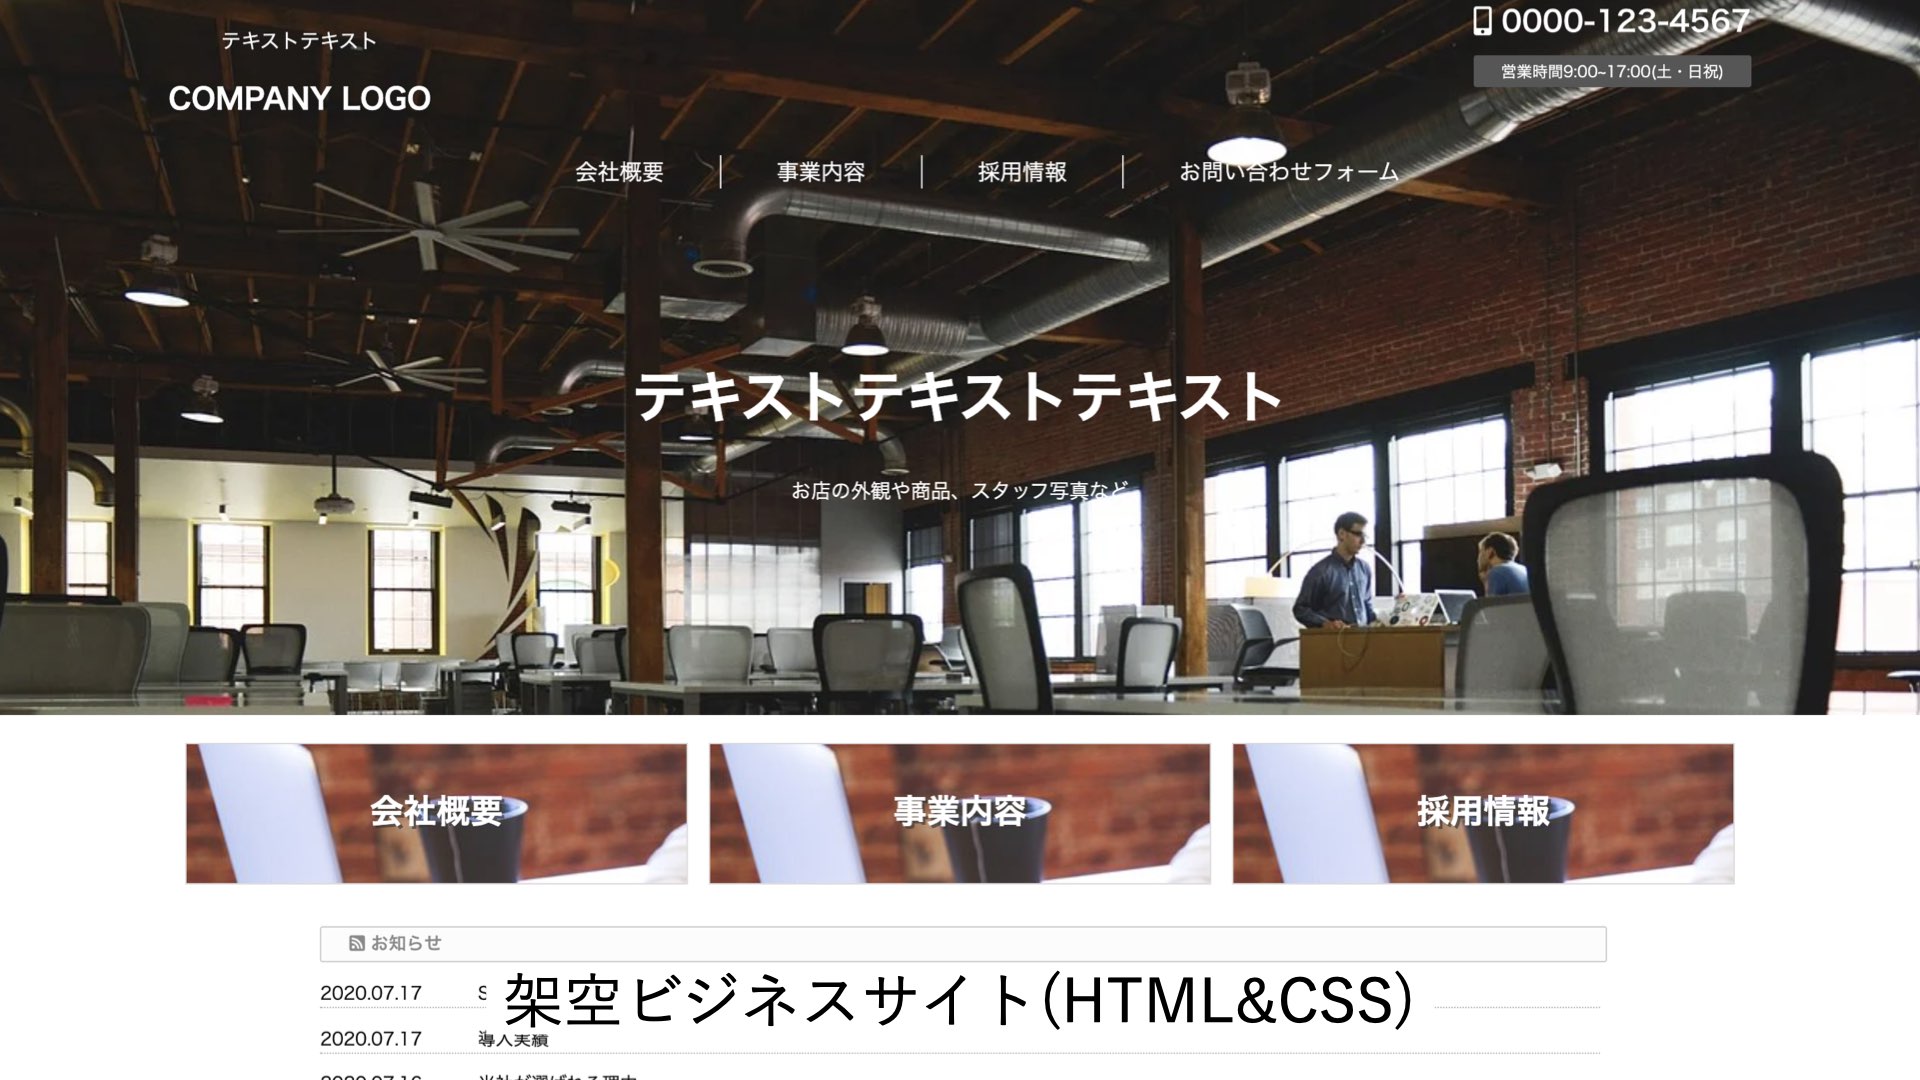 テキストテキスト
COMPANY LOGO
0000-123-4567
営業時間9:00~17:00(土・日祝)
会社概要
事業内容
採用情報
お問い合わせフォーム
テキストテキストテキスト
お店の外観や商品、スタッフ写真など
会社概要
事業内容
採用情報
お知らせ
2020.07.17
架空ビジネスサイト(HTML&CSS)
2020.07.17 導入実績
2020.07.16 当社が選ばれる理由